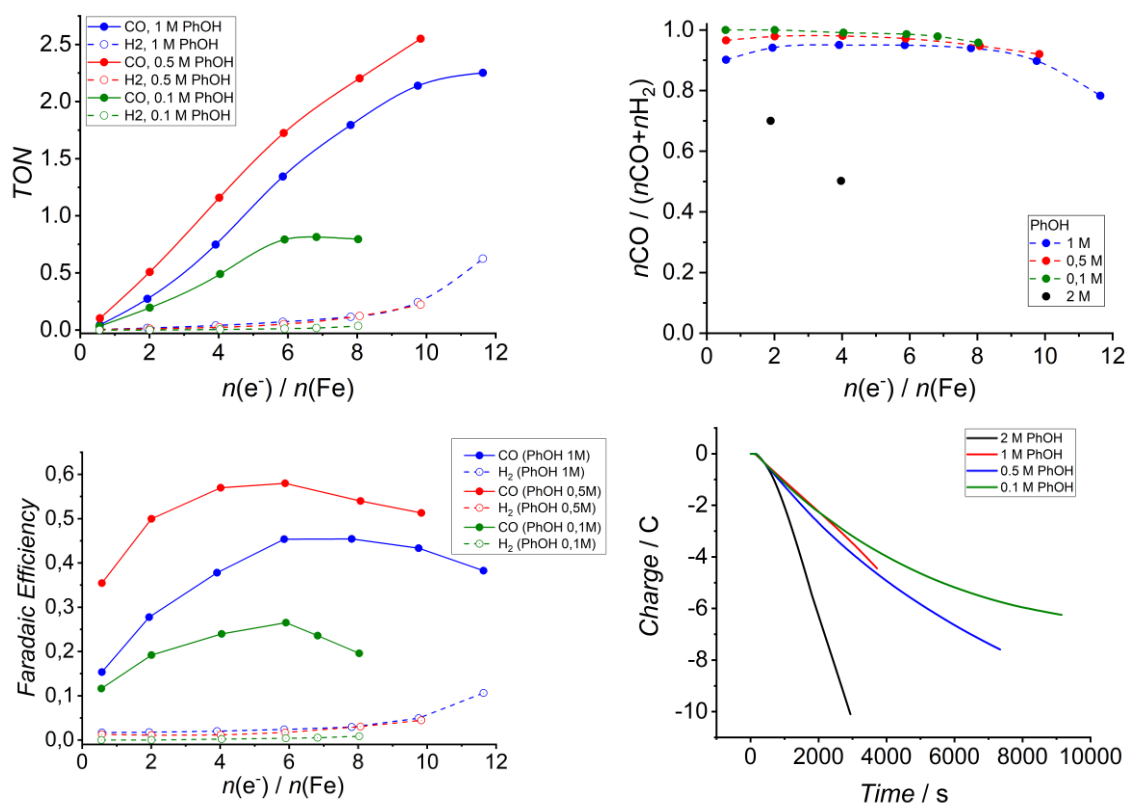 CO, 1 M PhOH
H2, 1 M PhOH
CO, 0.5 M PhOH
H2, 0.5 M PhOH
CO, 0.1 M PhOH
H2, 0.1 M PhOH
2.5
2.0
1.5
1.0
0.5
0.0
TON
0 2 4 6 8 10 12
n(e⁻) / n(Fe)
1.0
0.8
0.6
0.4
0.2
0.0
nCO / (nCO+nH₂)
PhOH
1 M
0,5 M
0,1 M
2 M
0 2 4 6 8 10 12
n(e⁻) / n(Fe)
CO (PhOH 1M)
H₂ (PhOH 1M)
CO (PhOH 0,5M)
H₂ (PhOH 0,5M)
CO (PhOH 0,1M)
H₂ (PhOH 0,1M)
0,6
0,5
0,4
0,3
0,2
0,1
0,0
Faradaic Efficiency
0 2 4 6 8 10 12
n(e⁻) / n(Fe)
2 M PhOH
1 M PhOH
0.5 M PhOH
0.1 M PhOH
0
-2
-4
-6
-8
-10
Charge / C
0 2000 4000 6000 8000 10000
Time / s